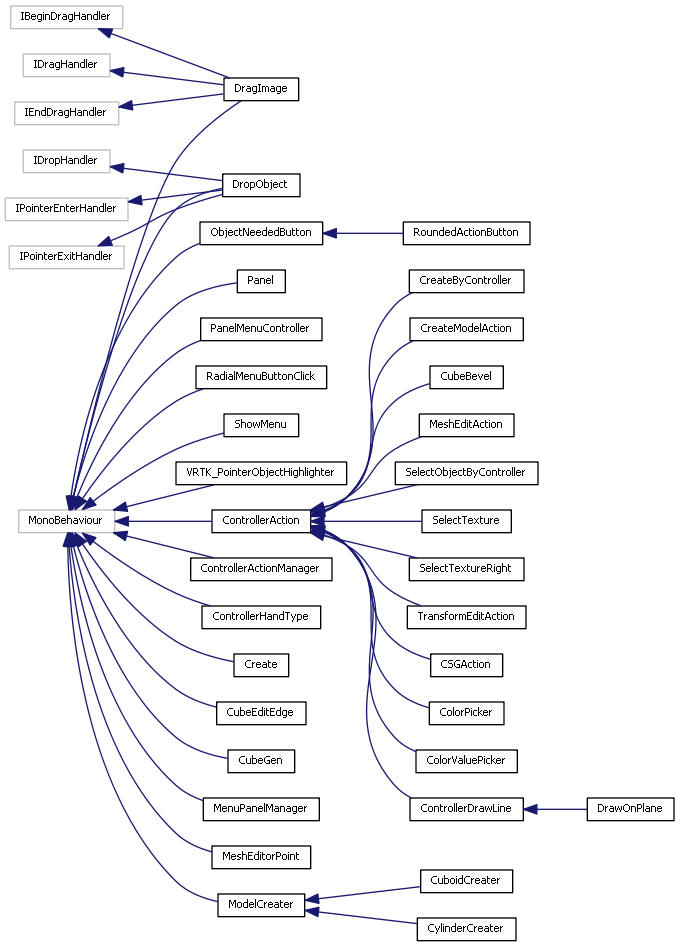 IBeginDragHandler
IDragHandler
DragImage
IEndDragHandler
IDropHandler
DropObject
IPointerEnterHandler
ObjectNeededButton
RoundedActionButton
IPointerExitHandler
Panel
CreateByController
PanelMenuController
CreateModelAction
RadialMenuButtonClick
CubeBevel
ShowMenu
MeshEditAction
VRTK_PointerObjectHighlighter
SelectObjectByController
MonoBehaviour
ControllerAction
SelectTexture
ControllerActionManager
SelectTextureRight
ControllerHandType
TransformEditAction
Create
CSGAction
CubeEditEdge
ColorPicker
CubeGen
ColorValuePicker
MenuPanelManager
ControllerDrawLine
DrawOnPlane
MeshEditorPoint
CuboidCreater
ModelCreater
CylinderCreater